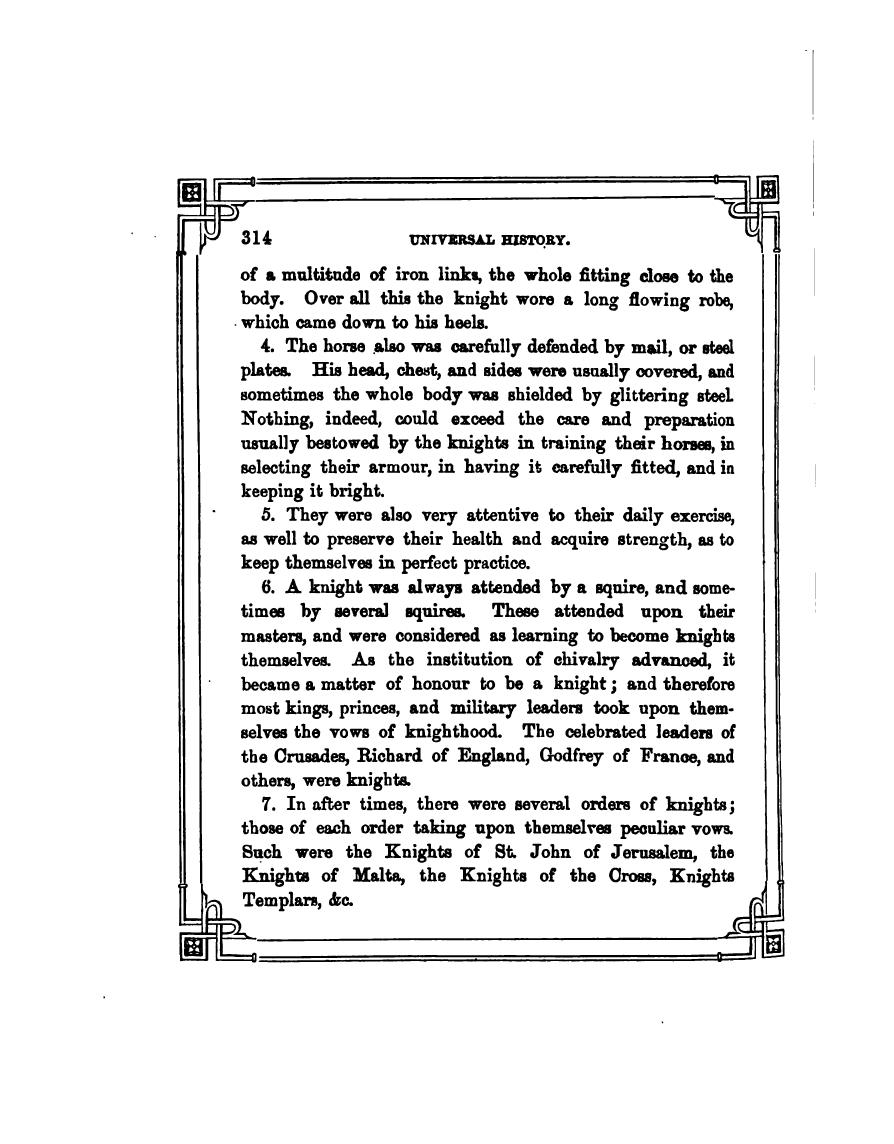 314 UNIVERSAL HISTORY.
of a multitude of iron links, the whole fitting close to the
body. Over all this the knight wore a long flowing robe,
which came down to his heels.
4. The horse also was carefully defended by mail, or steel
plates. His head, chest, and sides were usually covered, and
sometimes the whole body was shielded by glittering steel.
Nothing, indeed, could exceed the care and preparation
usually bestowed by the knights in training their horses, in
selecting their armour, in having it carefully fitted, and in
keeping it bright.
5. They were also very attentive to their daily exercise,
as well to preserve their health and acquire strength, as to
keep themselves in perfect practice.
6. A knight was always attended by a squire, and some-
times by several squires. These attended upon their
masters, and were considered as learning to become knights
themselves. As the institution of chivalry advanced, it
became a matter of honour to be a knight; and therefore
most kings, princes, and military leaders took upon them-
selves the vows of knighthood. The celebrated leaders of
the Crusades, Richard of England, Godfrey of France, and
others, were knights.
7. In after times, there were several orders of knights;
those of each order taking upon themselves peculiar vows.
Such were the Knights of St. John of Jerusalem, the
Knights of Malta, the Knights of the Cross, Knights
Templars, &c.